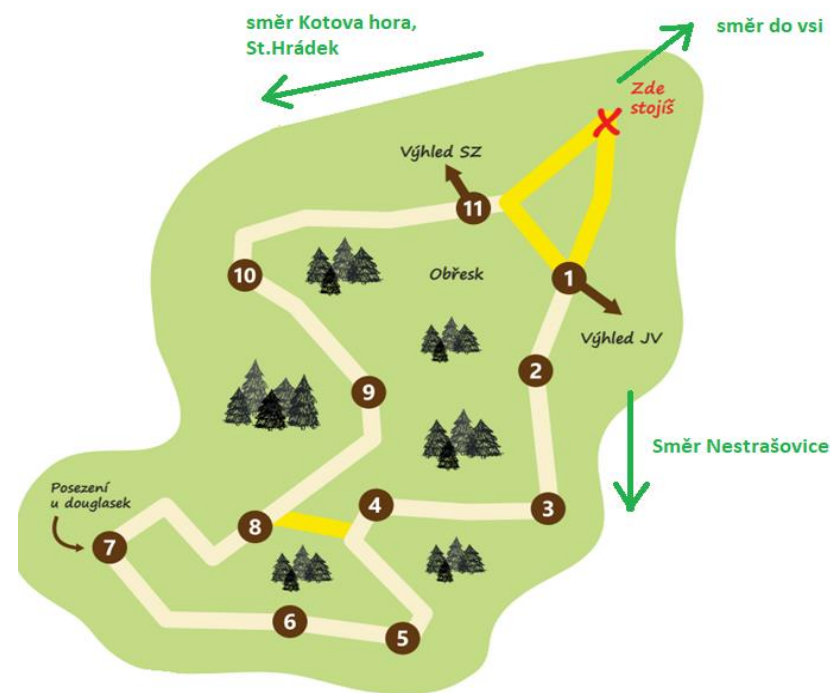 směr Kotova hora,
St.Hrádek
směr do vsi
Zde
stojíš
Výhled SZ
11
10
Obřesk
1
Výhled JV
2
9
Směr Nestrašovice
Posezení
u douglasek
4
3
8
7
6
5